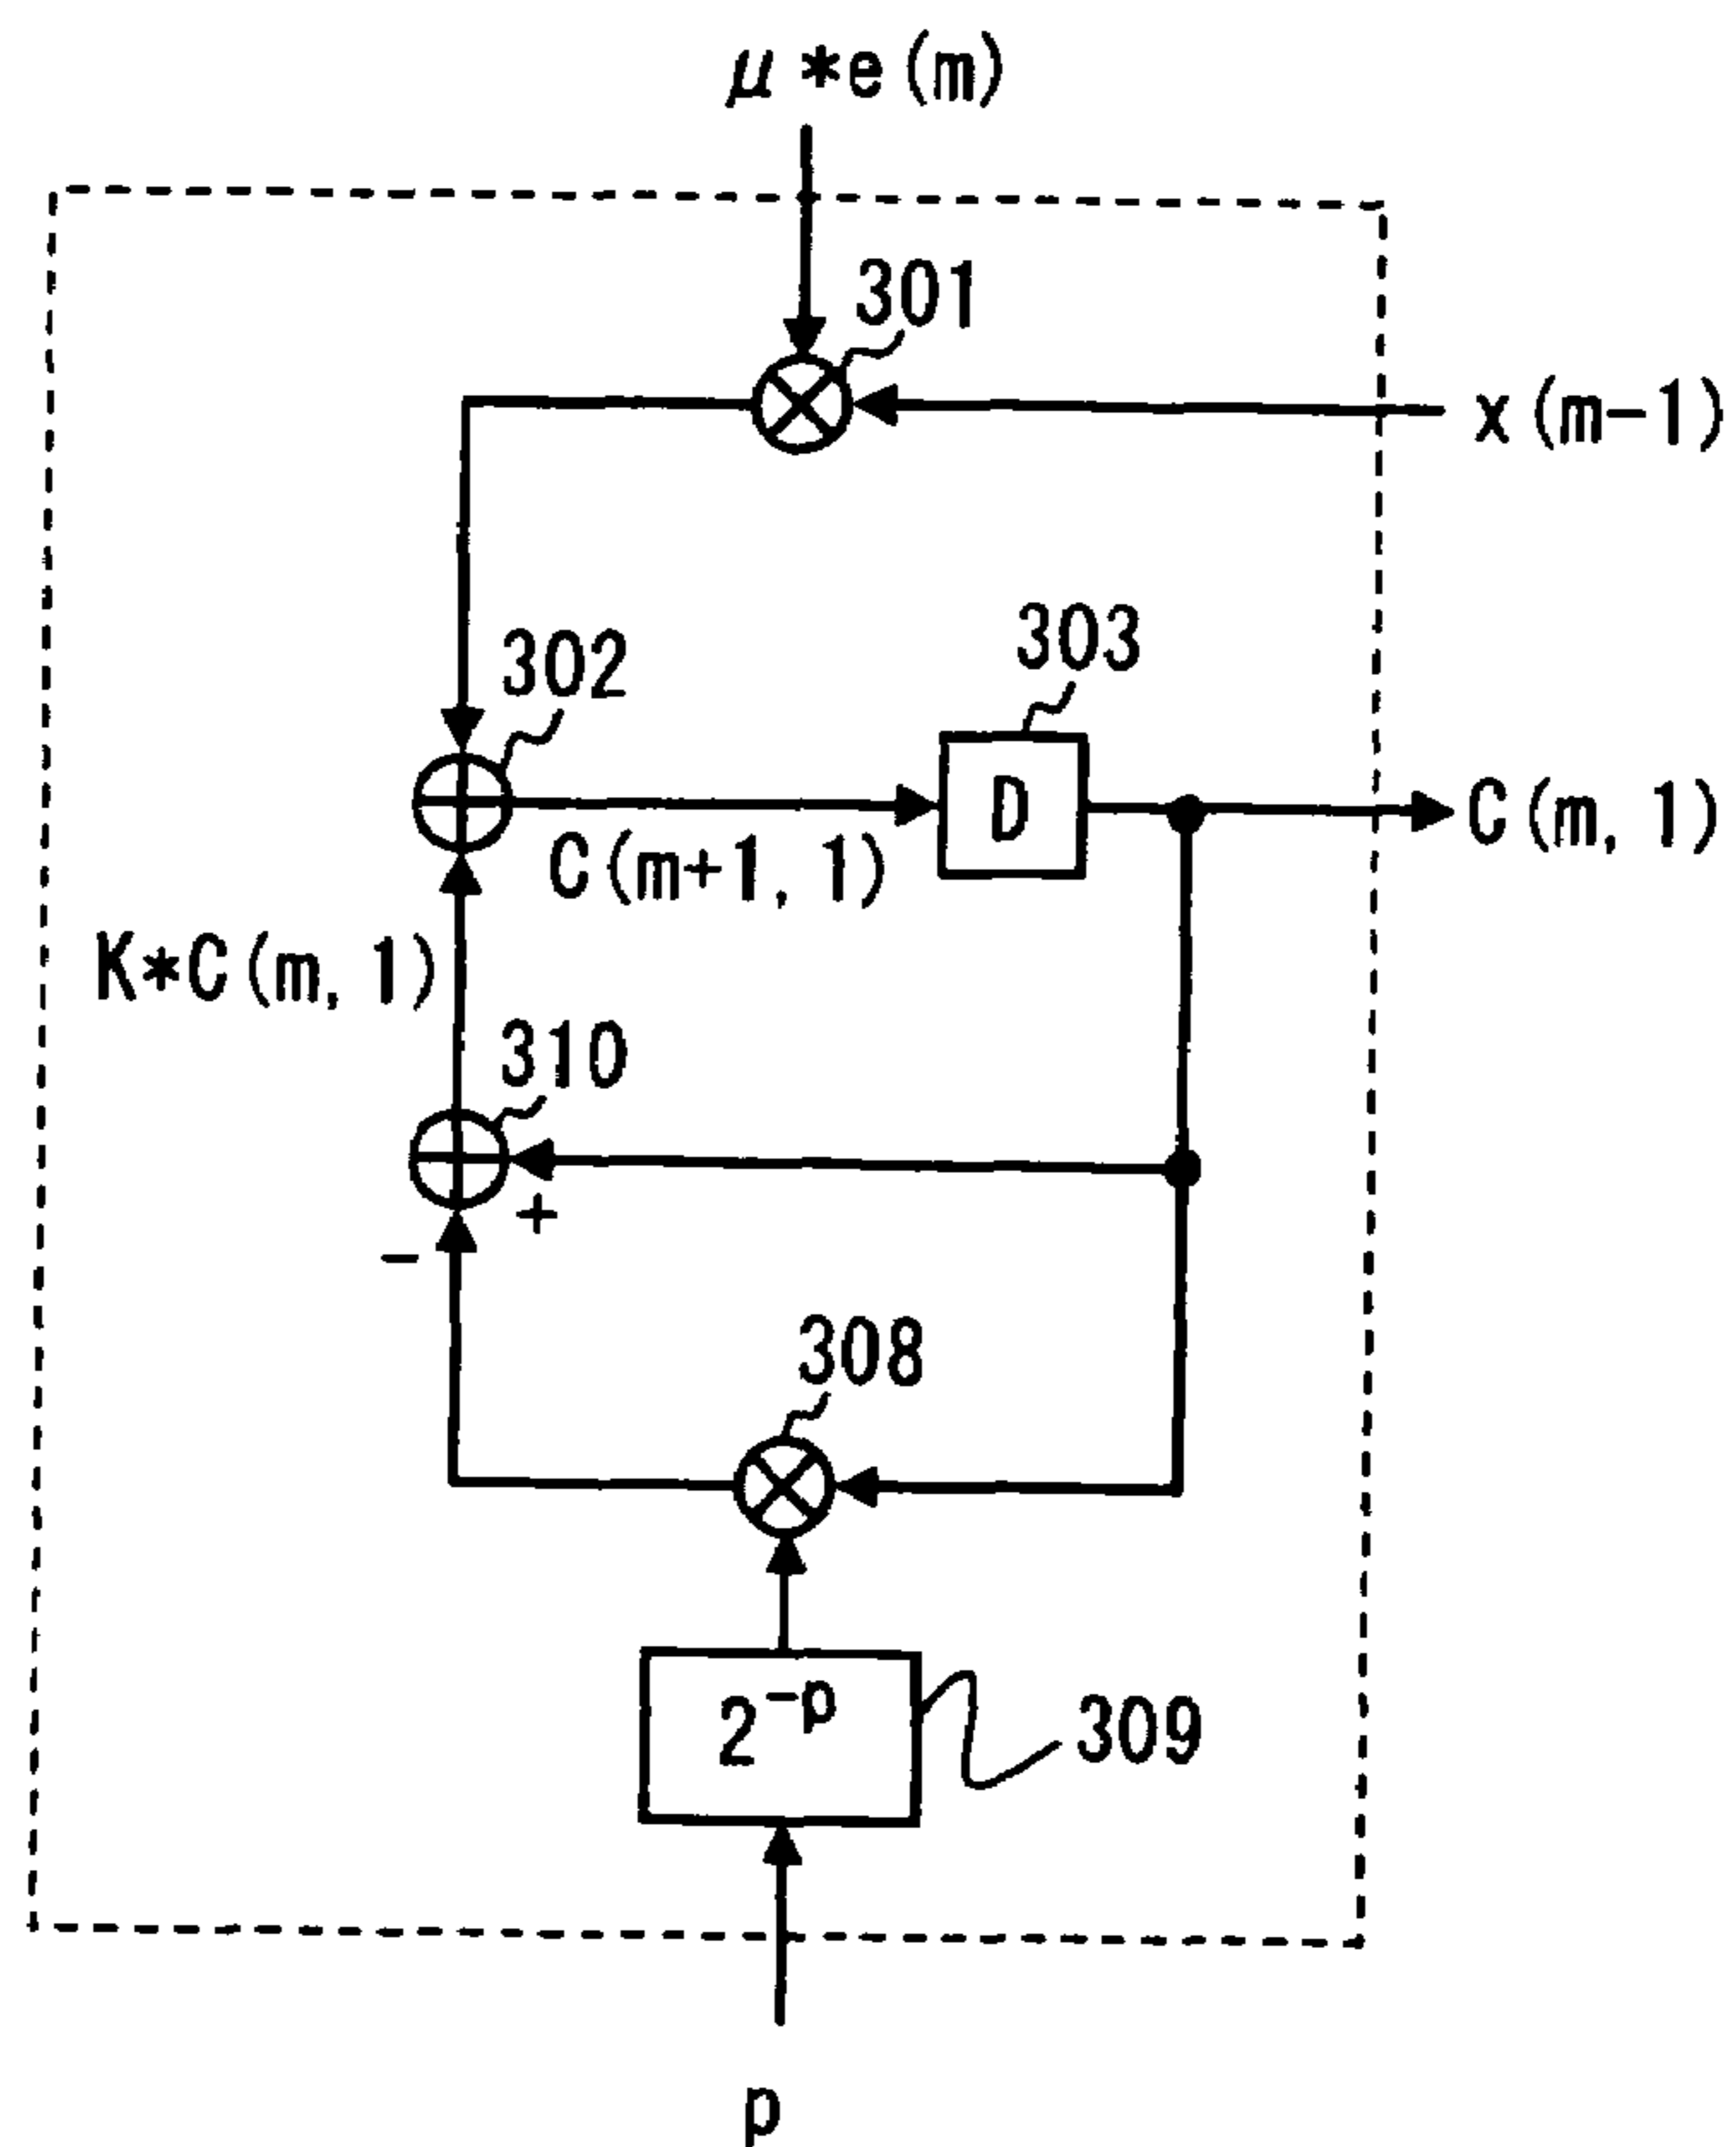 μ*e(m)
301
x(m-1)
302
303
D
C(m,1)
C(m+1,1)
K*C(m,1)
310
+
-
308
2^-p
309
p